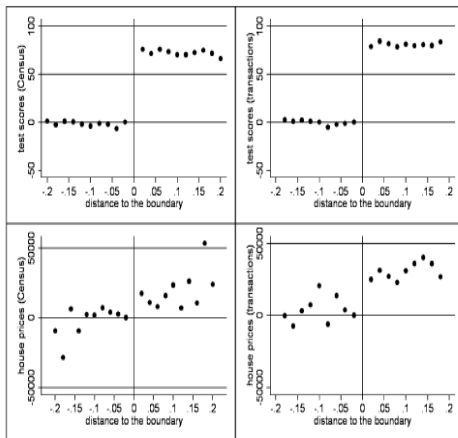 test scores (Census)
100
50
0
-50
-.2 -.15 -.1 -.05 0 .05 .1 .15 .2
distance to the boundary
test scores (transactions)
100
50
0
-50
-.2 -.15 -.1 -.05 0 .05 .1 .15 .2
distance to the boundary
house prices (Census)
50000
0
-50000
-.2 -.15 -.1 -.05 0 .05 .1 .15 .2
distance to the boundary
house prices (transactions)
50000
0
-50000
-.2 -.15 -.1 -.05 0 .05 .1 .15 .2
distance to the boundary